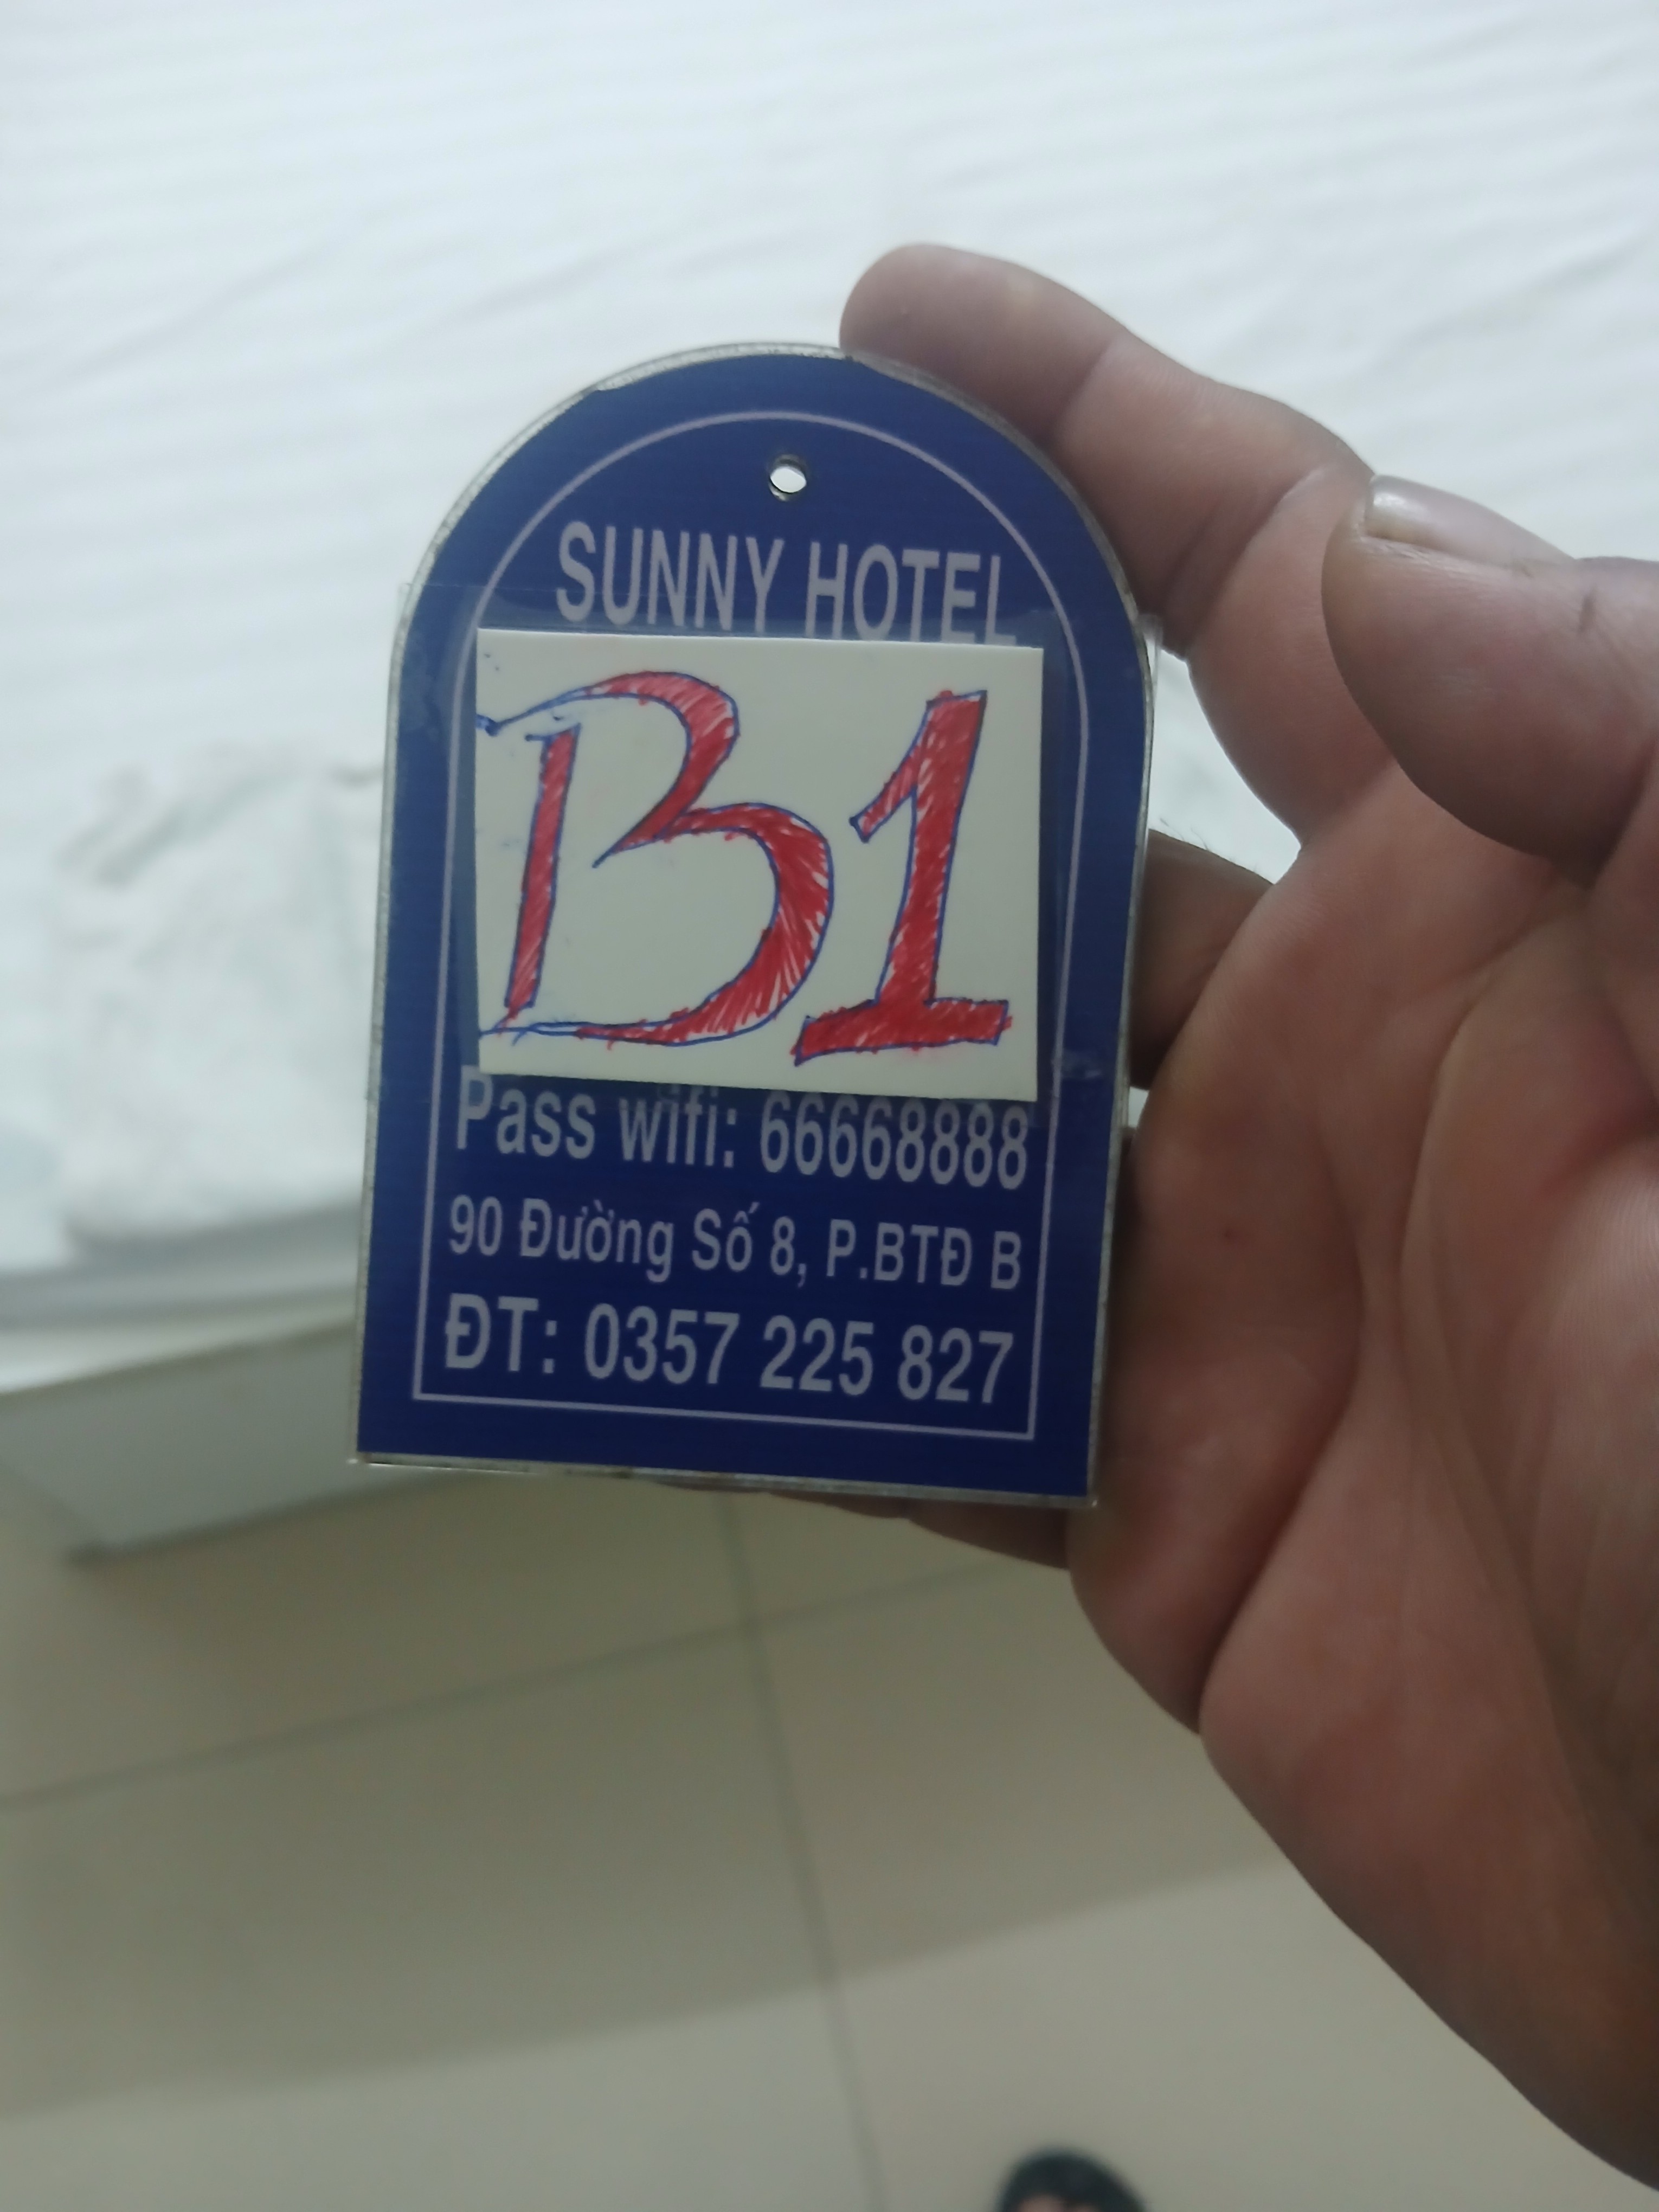 SUNNY HOTEL
B1
Pass wifi: 66668888
90 Đường Số 8, P.BTĐ B
ĐT: 0357 225 827